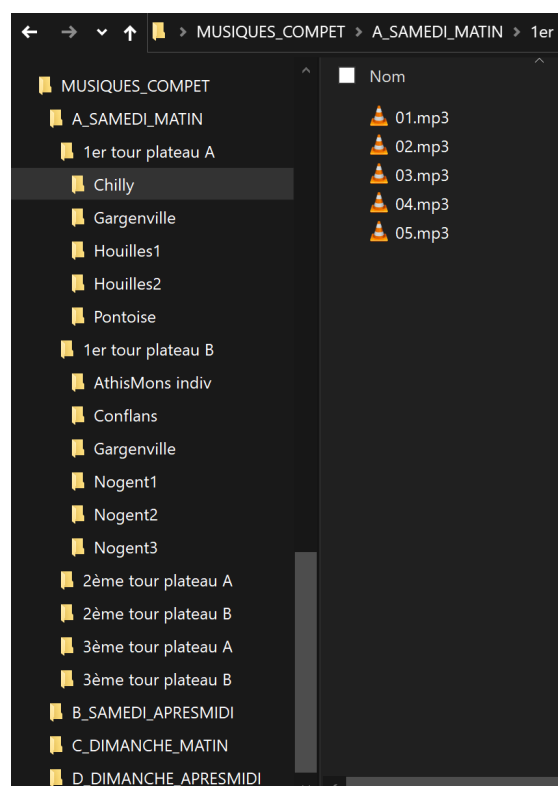 MUSIQUES_COMPET > A_SAMEDI_MATIN > 1er
MUSIQUES_COMPET
A_SAMEDI_MATIN
1er tour plateau A
Chilly
Gargenville
Houilles1
Houilles2
Pontoise
1er tour plateau B
AthisMons indiv
Conflans
Gargenville
Nogent1
Nogent2
Nogent3
2ème tour plateau A
2ème tour plateau B
3ème tour plateau A
3ème tour plateau B
B_SAMEDI_APRESMIDI
C_DIMANCHE_MATIN
D_DIMANCHE_APRESMIDI
Nom
01.mp3
02.mp3
03.mp3
04.mp3
05.mp3